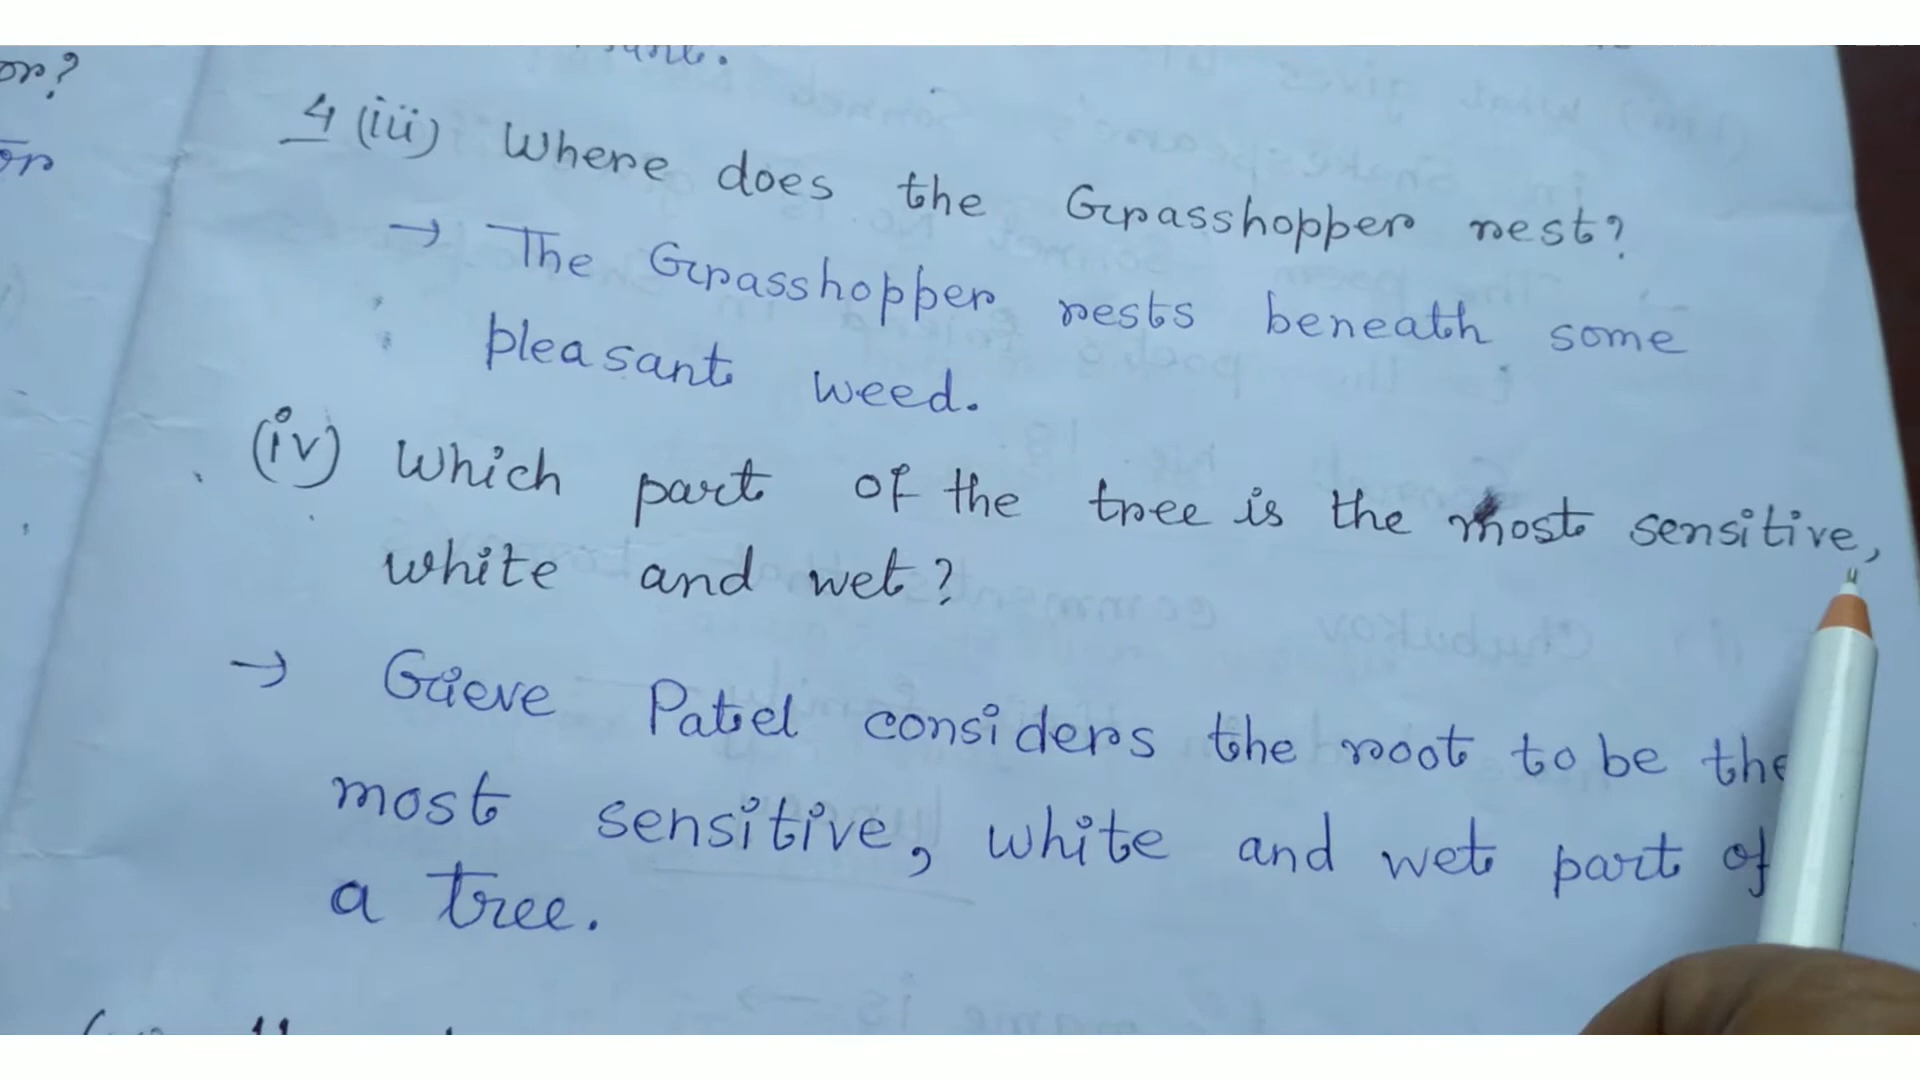 or?
or
4 (iii) Where does the Grasshopper rest?
→ The Grasshopper rests beneath some
pleasant weed.
(iv) Which part of the tree is the most sensitive,
white and wet?
→ Gieve Patel considers the root to be the
most sensitive, white and wet part of
a tree.